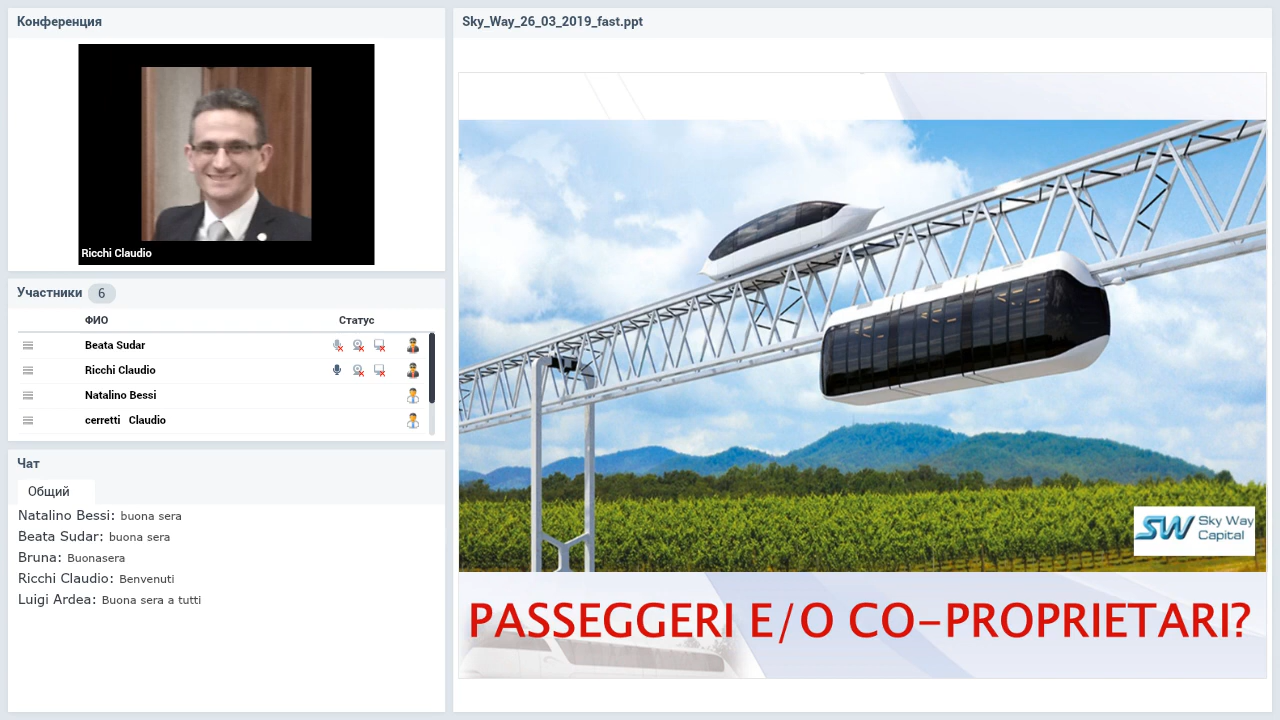 Конференция
Ricchi Claudio
Участники 6
ФИО Статус
Beata Sudar
Ricchi Claudio
Natalino Bessi
cerretti Claudio
Чат
Общий
Natalino Bessi: buona sera
Beata Sudar: buona sera
Bruna: Buonasera
Ricchi Claudio: Benvenuti
Luigi Ardea: Buona sera a tutti
Sky_Way_26_03_2019_fast.ppt
SW Sky Way
Capital
PASSEGGERI E/O CO-PROPRIETARI?